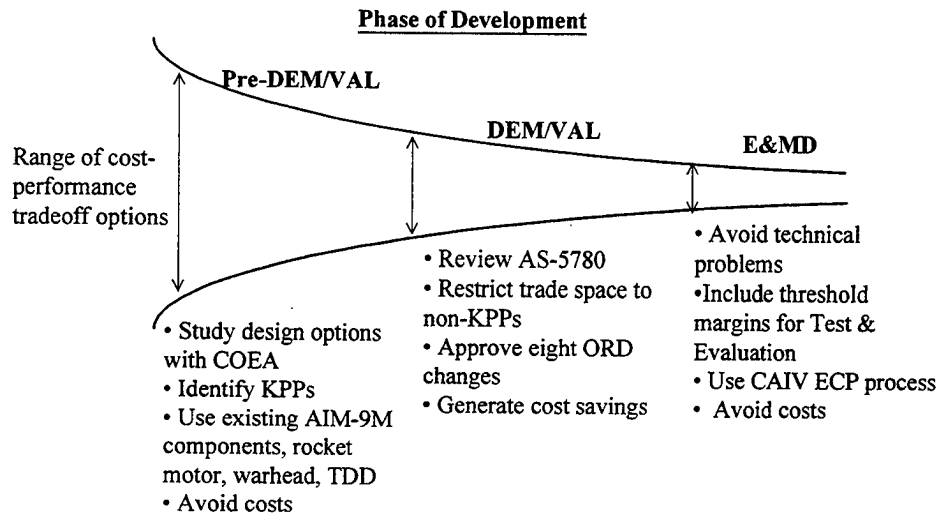 Phase of Development
Pre-DEM/VAL
DEM/VAL
E&MD
Range of cost-
performance
tradeoff options
• Study design options
with COEA
• Identify KPPs
• Use existing AIM-9M
components, rocket
motor, warhead, TDD
• Avoid costs
• Review AS-5780
• Restrict trade space to
non-KPPs
• Approve eight ORD
changes
• Generate cost savings
• Avoid technical
problems
•Include threshold
margins for Test &
Evaluation
• Use CAIV ECP process
• Avoid costs